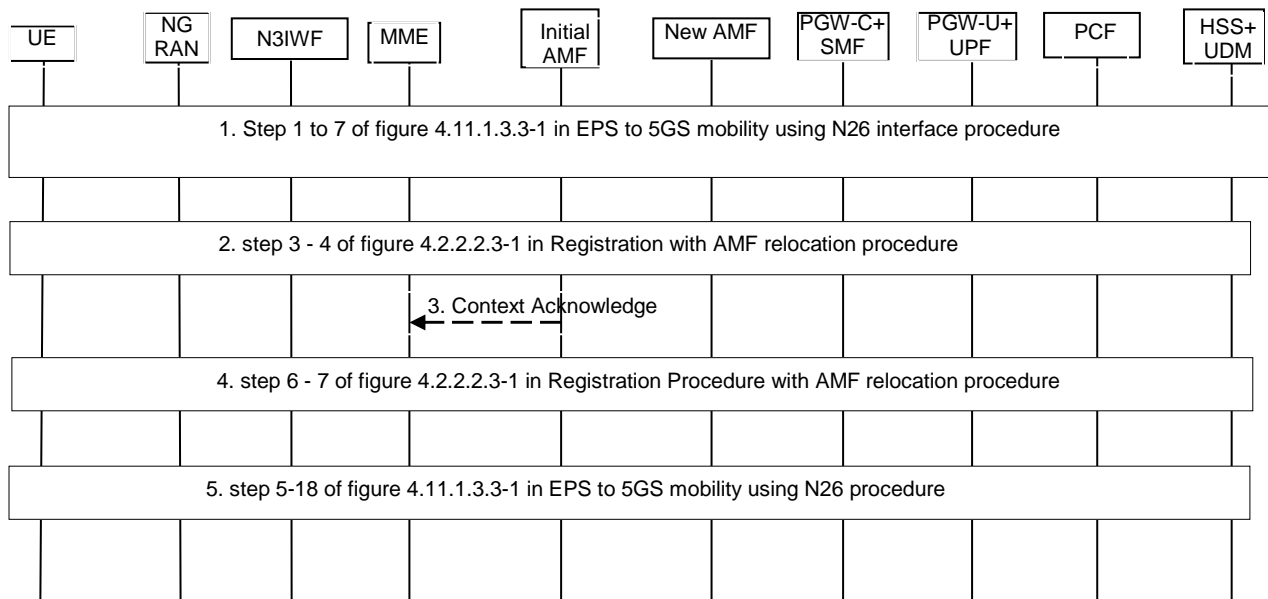 UE
NG
RAN
N3IWF
MME
Initial
AMF
New AMF
PGW-C+
SMF
PGW-U+
UPF
PCF
HSS+
UDM
1. Step 1 to 7 of figure 4.11.1.3.3-1 in EPS to 5GS mobility using N26 interface procedure
2. step 3 - 4 of figure 4.2.2.2.3-1 in Registration with AMF relocation procedure
3. Context Acknowledge
4. step 6 - 7 of figure 4.2.2.2.3-1 in Registration Procedure with AMF relocation procedure
5. step 5-18 of figure 4.11.1.3.3-1 in EPS to 5GS mobility using N26 procedure